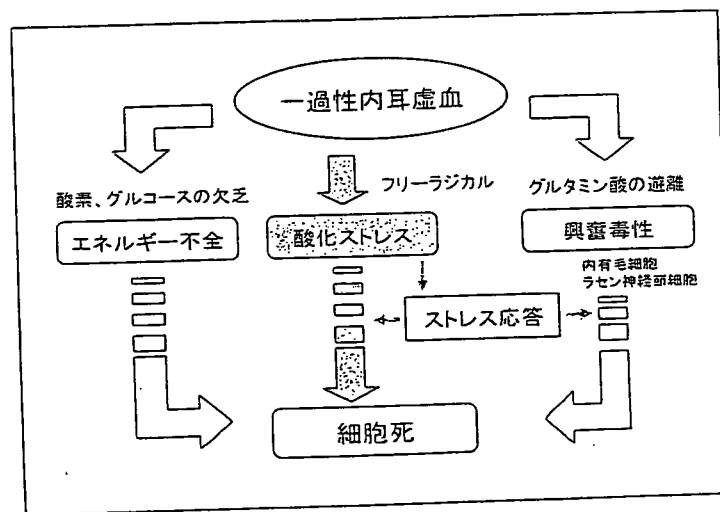 一過性内耳虚血
酸素、グルコースの欠乏
フリーラジカル
グルタミン酸の遊離
エネルギー不全
酸化ストレス
興奮毒性
内有毛細胞
ラセン神経節細胞
ストレス応答
細胞死